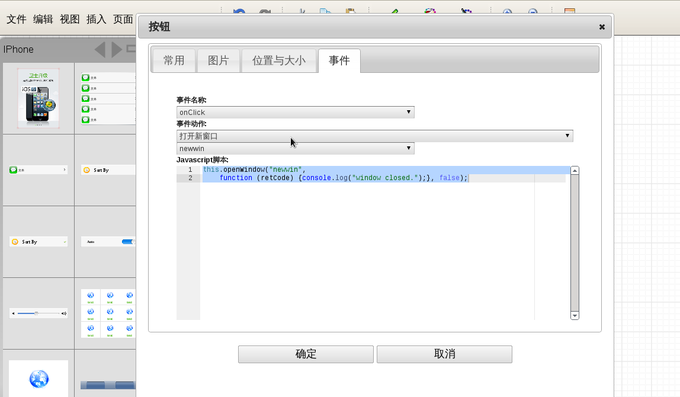 文件 编辑 视图 插入 页面
按钮
IPhone
常用 图片 位置与大小 事件
iOS6
事件名称:
onClick
事件动作:
打开新窗口
newwin
Javascript脚本:
1 this.openWindow("newwin",
2 function (retCode) {console.log("window closed.");}, false);
Sort By
Sort By
确定 取消